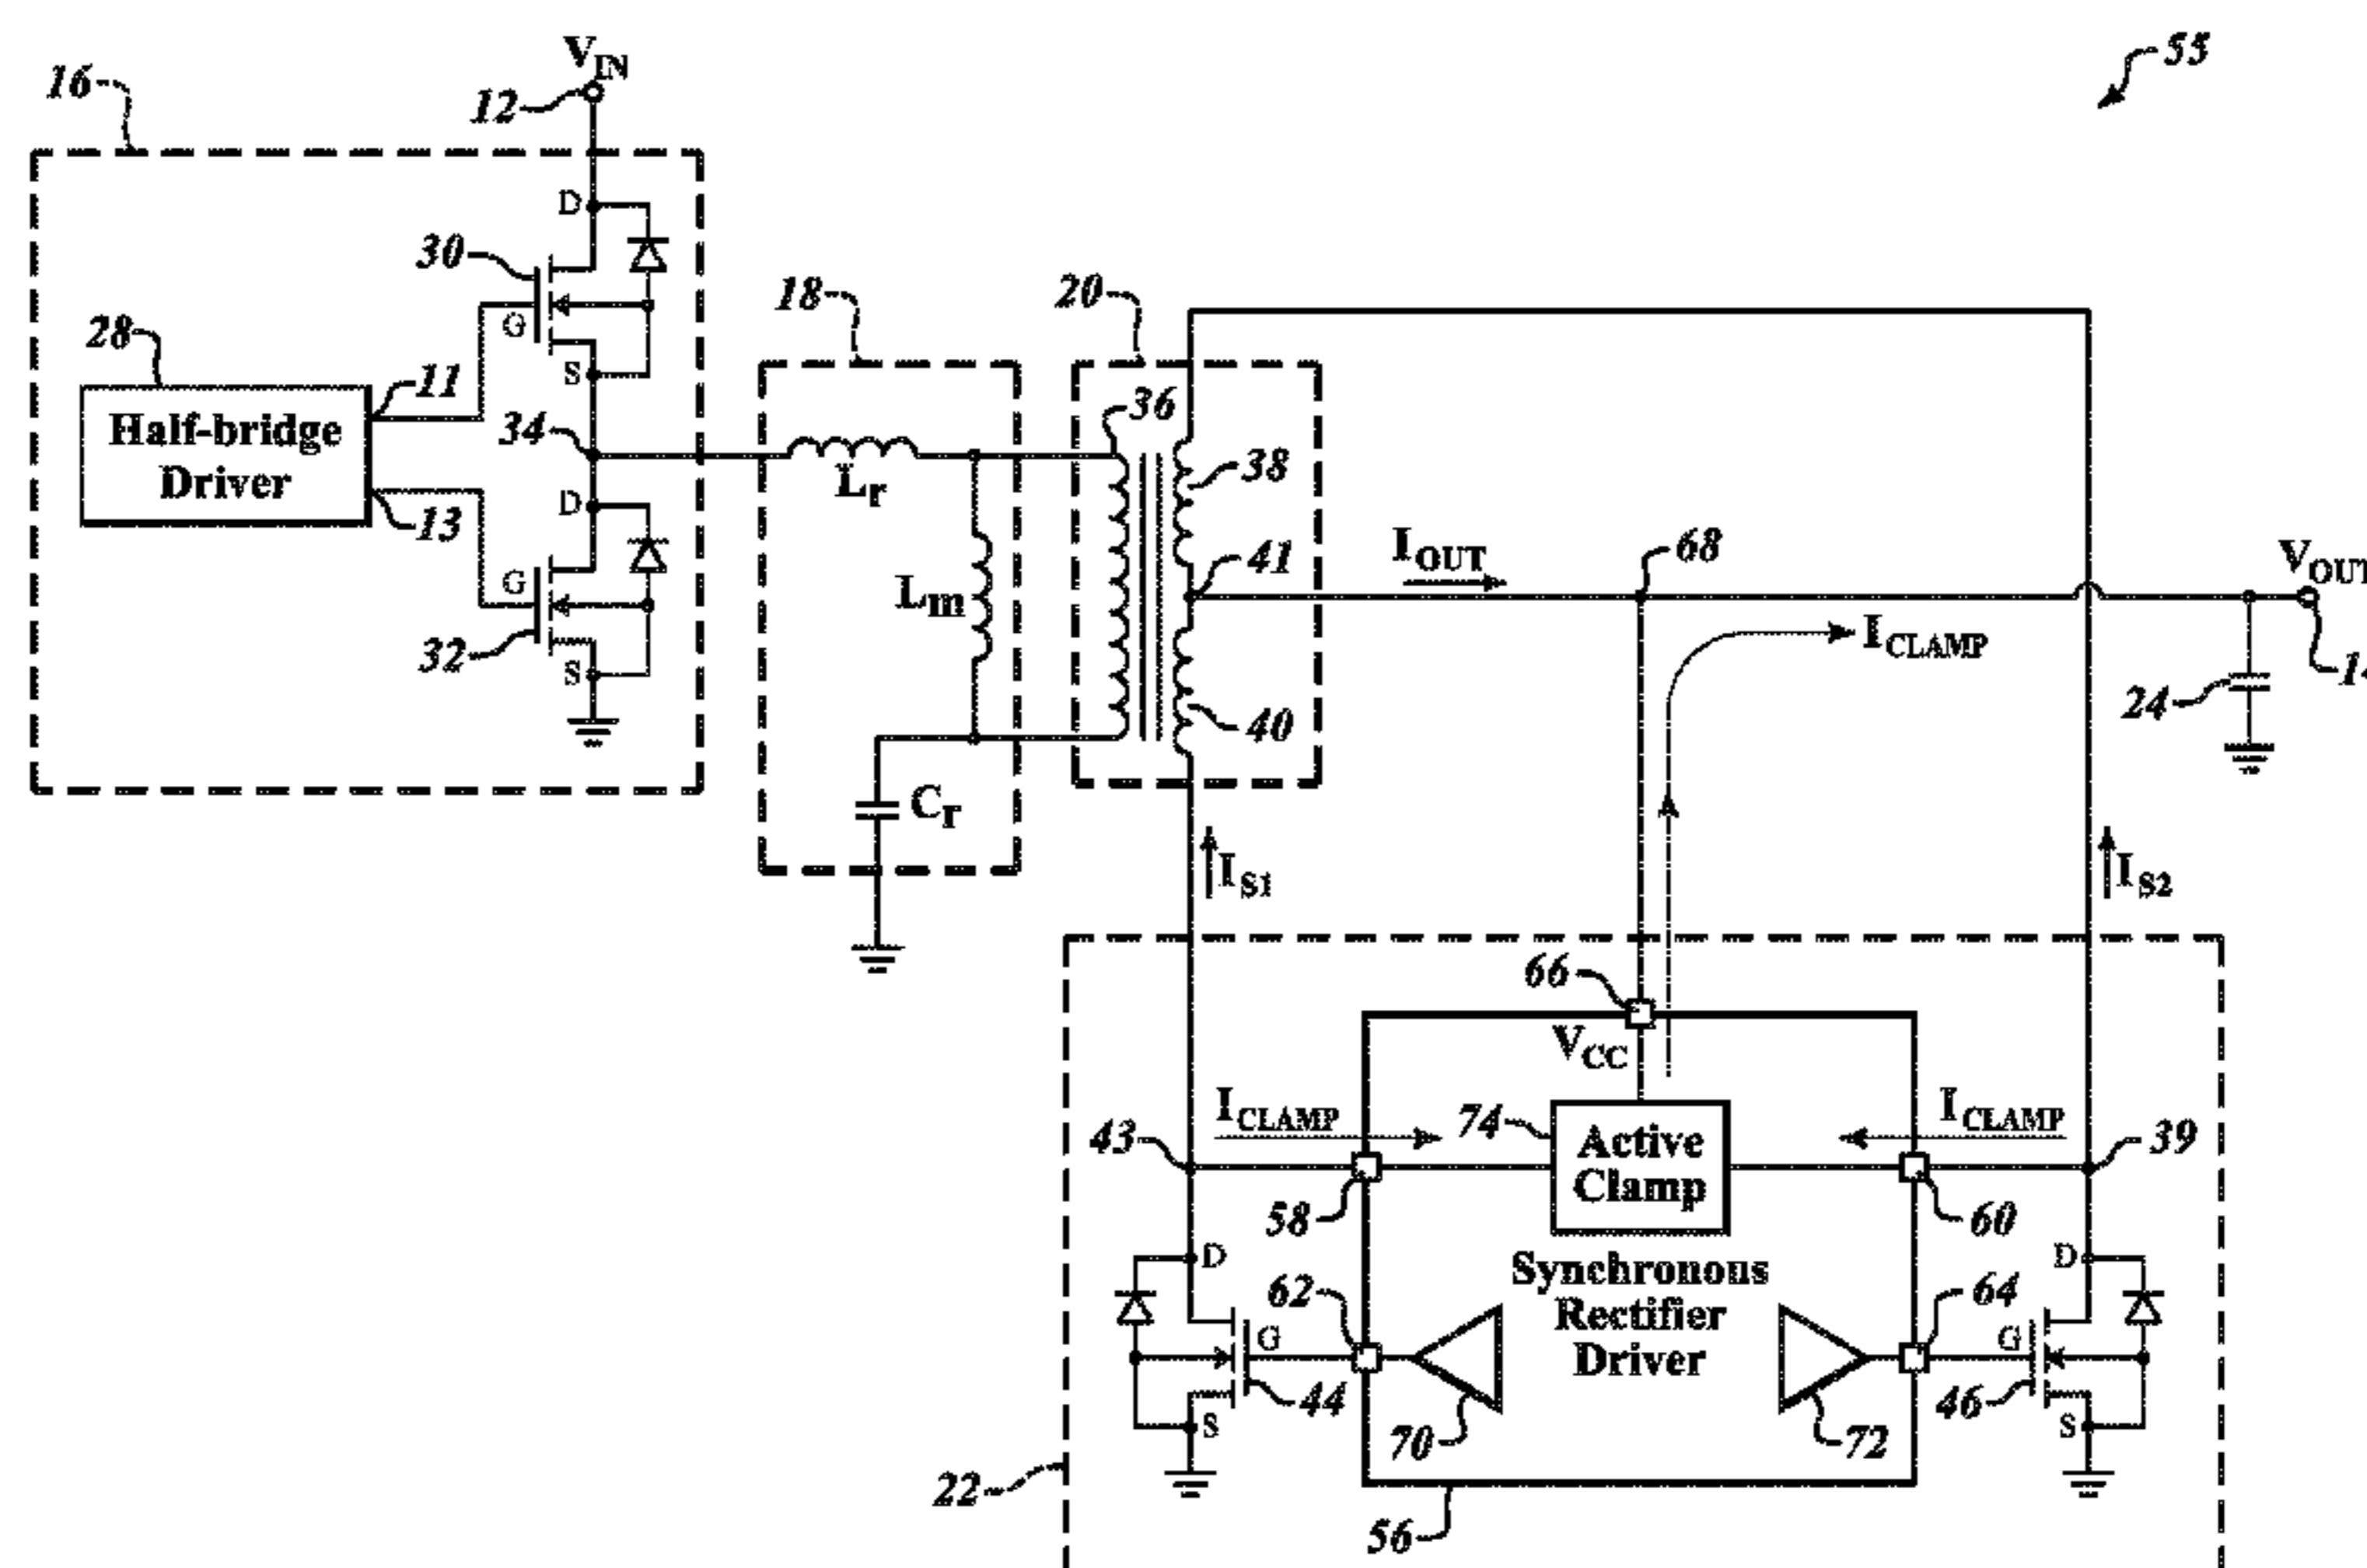 55
16
V_IN
12
D
30
G
S
28
Half-bridge
Driver
11
13
34
D
G
32
S
18
L_r
L_m
C_r
20
36
38
41
40
I_OUT
68
V_OUT
I_CLAMP
24
I_S1
I_S2
66
V_CC
I_CLAMP
74
Active
Clamp
I_CLAMP
43
39
58
60
D
62
Synchronous
Rectifier
Driver
64
D
G
44
S
70
72
G
46
S
22
56